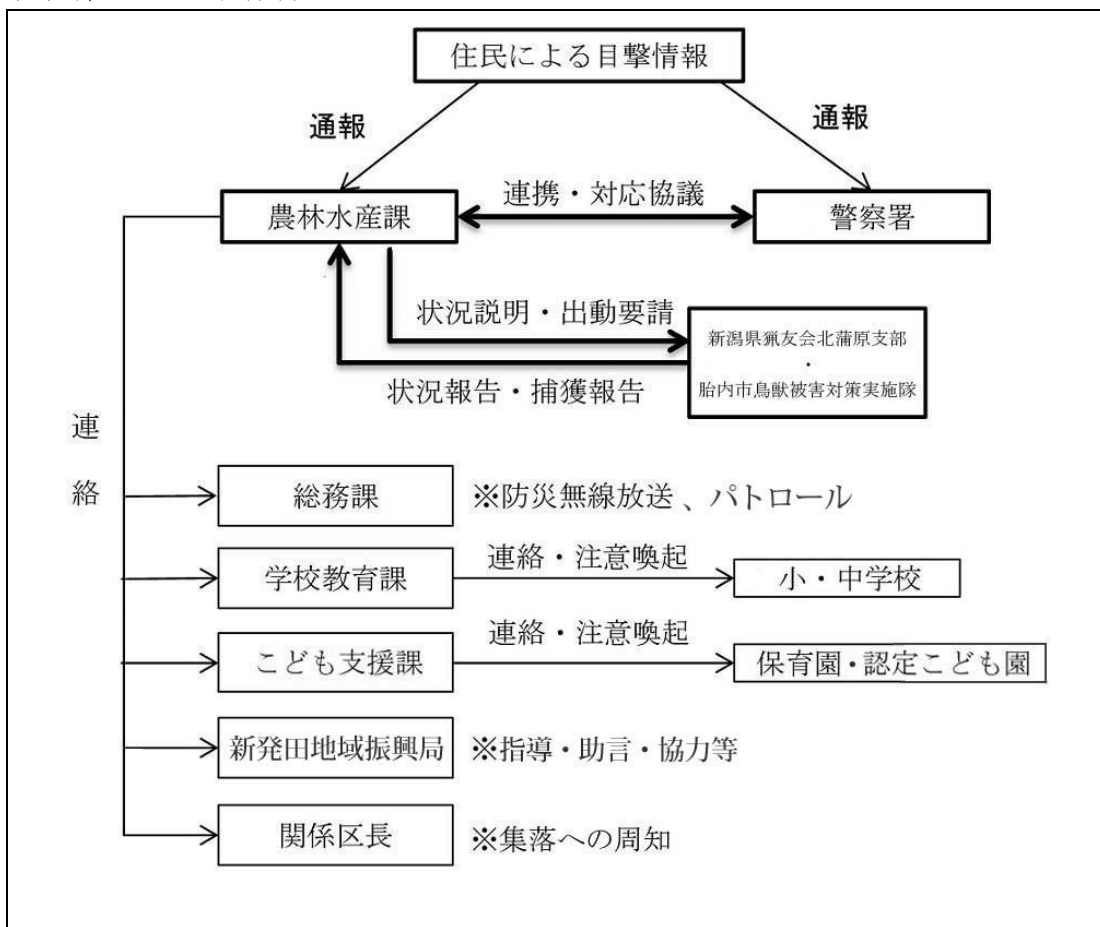 住民による目撃情報
通報
通報
農林水産課
連携・対応協議
警察署
状況説明・出動要請
新潟県猟友会北蒲原支部
・
胎内市鳥獣被害対策実施隊
状況報告・捕獲報告
連
絡
総務課
※防災無線放送 、パトロール
学校教育課
連絡・注意喚起
小・中学校
こども支援課
連絡・注意喚起
保育園・認定こども園
新発田地域振興局
※指導・助言・協力等
関係区長
※集落への周知